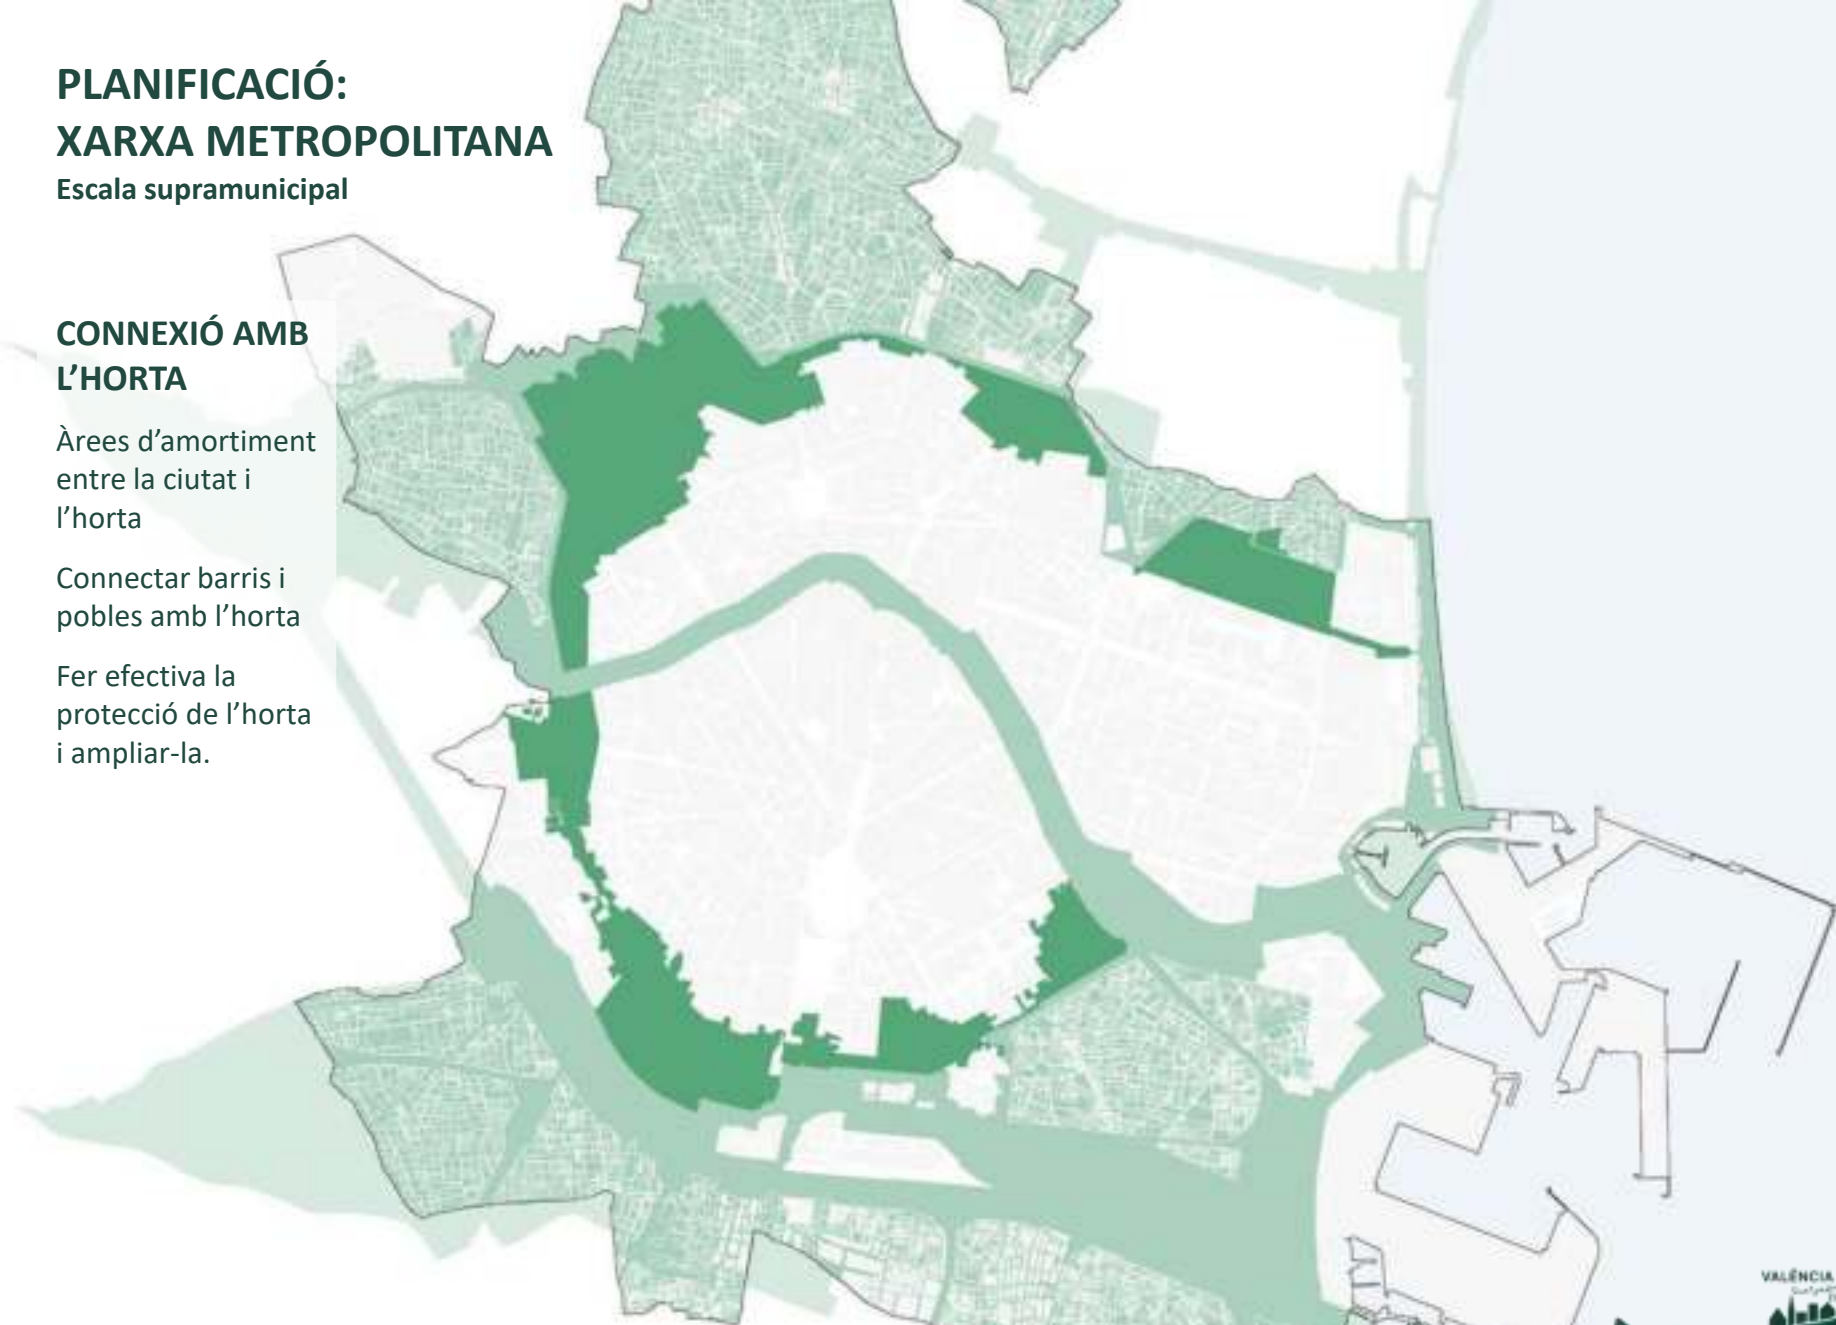 PLANIFICACIÓ:
XARXA METROPOLITANA
Escala supramunicipal
CONNEXIÓ AMB
L’HORTA
Àrees d’amortiment
entre la ciutat i
l’horta
Connectar barris i
pobles amb l’horta
Fer efectiva la
protecció de l’horta
i ampliar-la.
VALÈNCIA